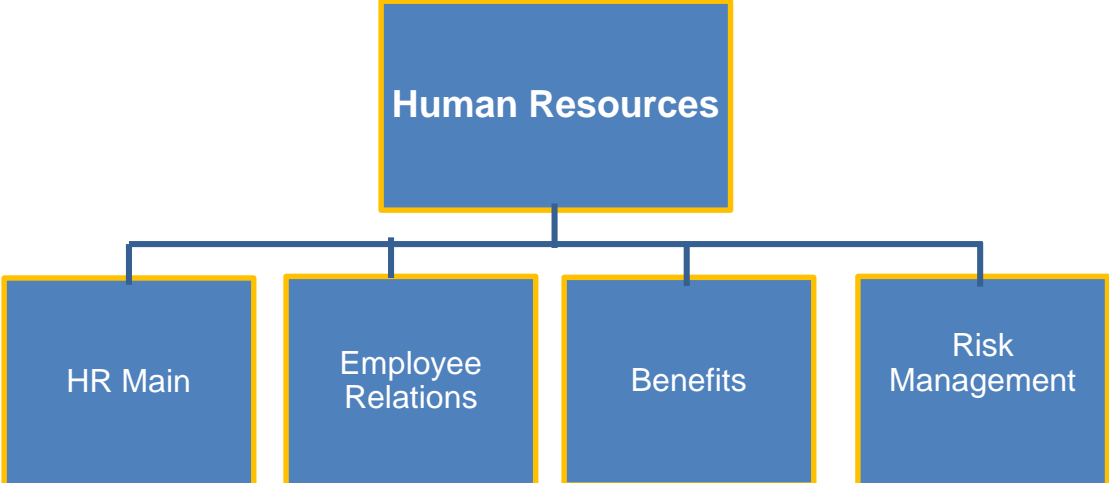 Human Resources
HR Main
Employee
Relations
Benefits
Risk
Management